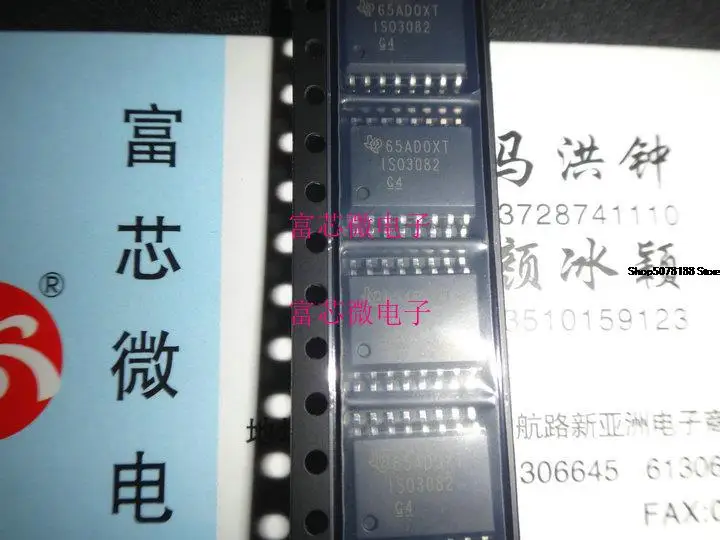 富芯微电
®
65AD0XT
ISO3082
G4
65AD0XT
ISO3082
G4
富芯微电子
富芯微电子
65AD0XT
ISO3082
G4
马洪钟
3728741110
颜冰颖
Shop5078188 Store
3510159123
航路新亚洲电子商
306645 61306
FAX:0